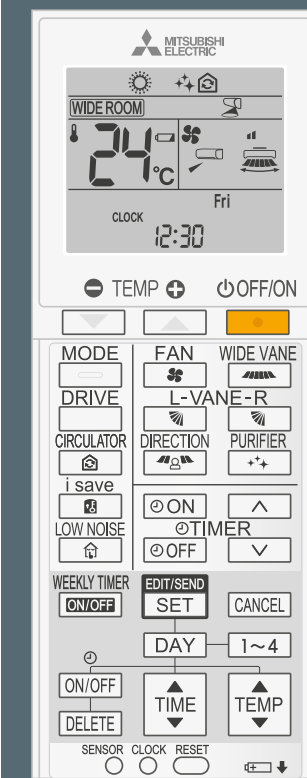 MITSUBISHI
ELECTRIC
WIDE ROOM
24°C
Fri
CLOCK
12:30
TEMP
OFF/ON
MODE FAN WIDE VANE
DRIVE L-VANE-R
CIRCULATOR DIRECTION PURIFIER
i save
ON
LOW NOISE TIMER
OFF
WEEKLY TIMER EDIT/SEND
ON/OFF SET CANCEL
DAY 1~4
ON/OFF TIME TEMP
DELETE
SENSOR CLOCK RESET